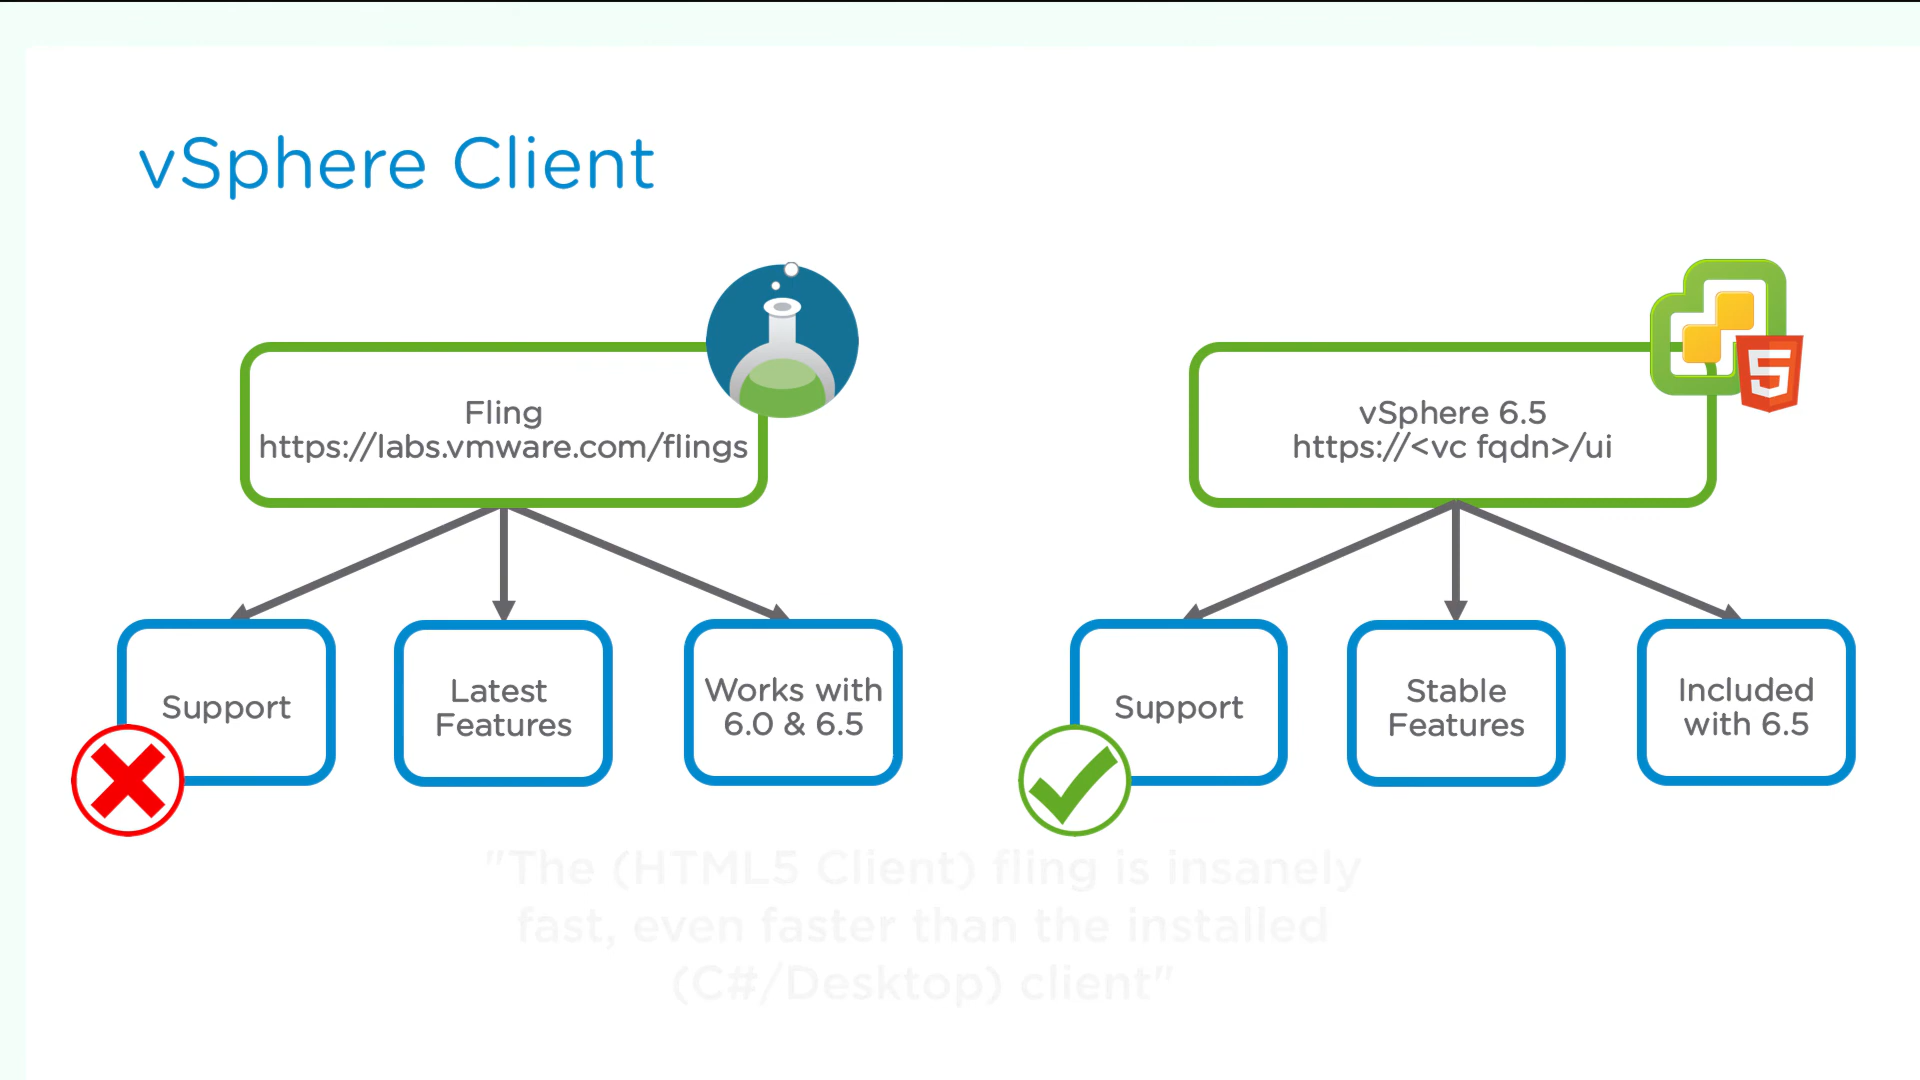 vSphere Client
Fling
https://labs.vmware.com/flings
Support
Latest
Features
Works with
6.0 & 6.5
vSphere 6.5
https://<vc fqdn>/ui
5
Support
Stable
Features
Included
with 6.5
"The (HTML5 Client) fling is insanely
fast, even faster than the installed
(C#/Desktop) client"